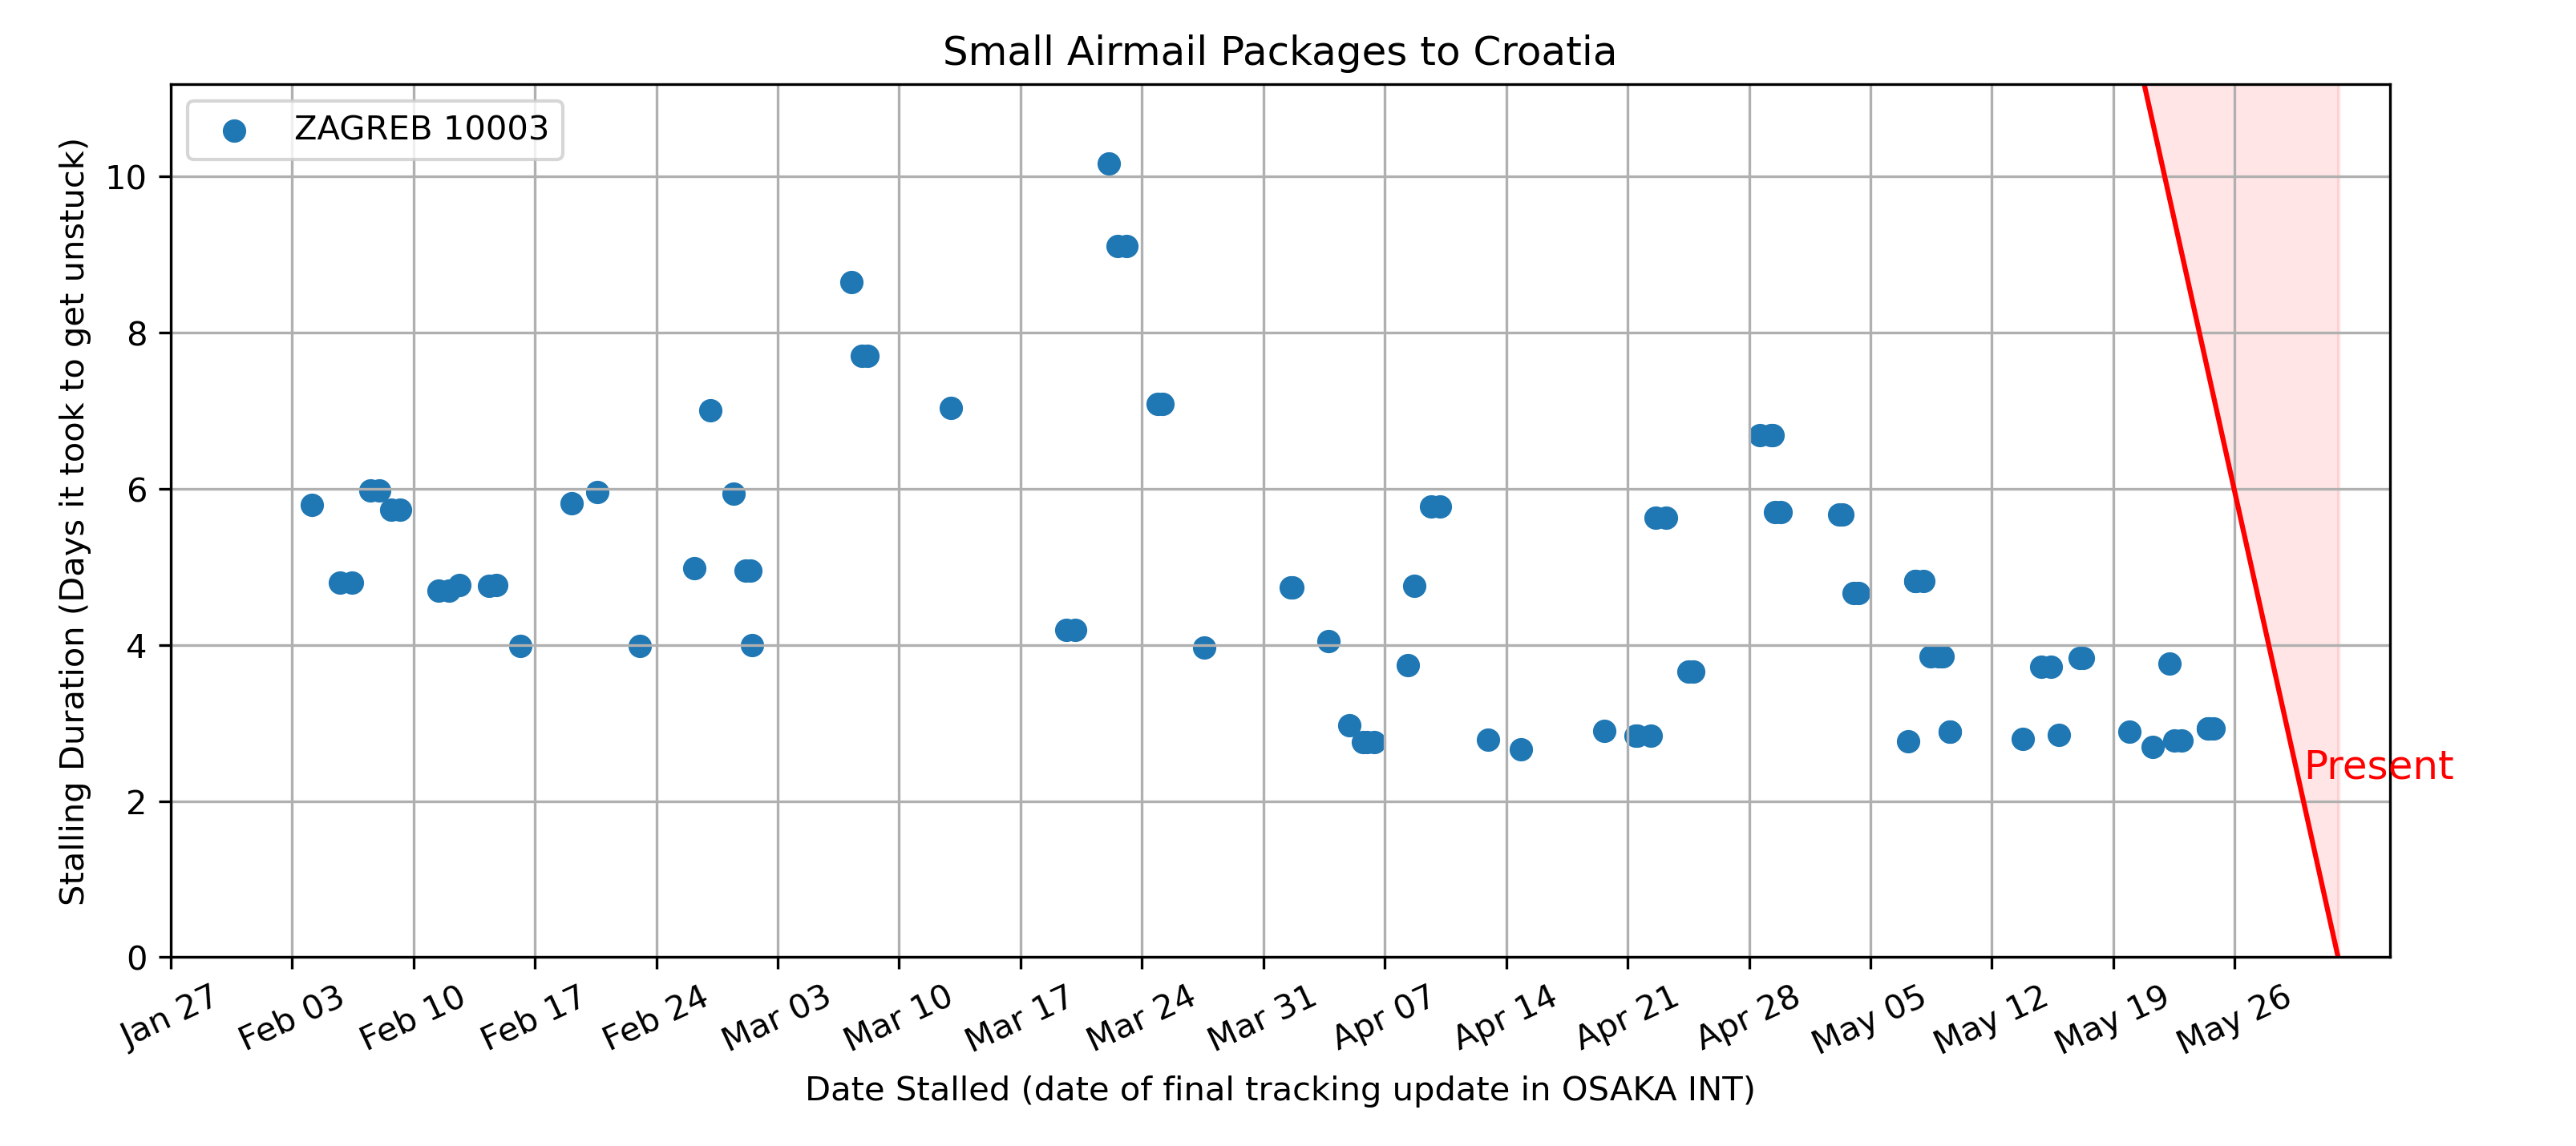 Small Airmail Packages to Croatia
ZAGREB 10003
Stalling Duration (Days it took to get unstuck)
10
8
6
4
2
0
Present
Jan 27
Feb 03
Feb 10
Feb 17
Feb 24
Mar 03
Mar 10
Mar 17
Mar 24
Mar 31
Apr 07
Apr 14
Apr 21
Apr 28
May 05
May 12
May 19
May 26
Date Stalled (date of final tracking update in OSAKA INT)